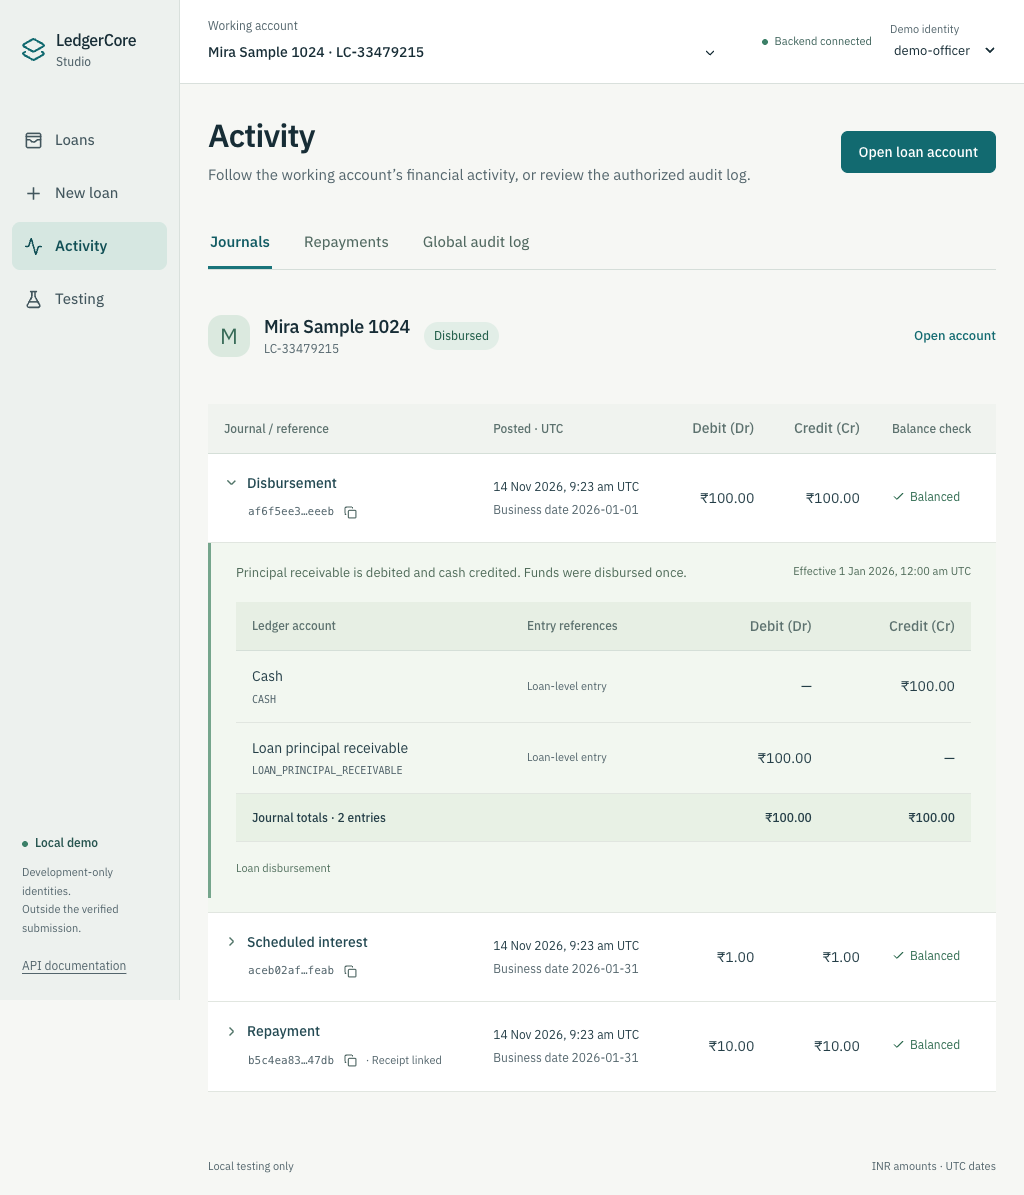 LedgerCore
Studio
Loans
New loan
Activity
Testing
Local demo
Development-only
identities.
Outside the verified
submission.
API documentation
Working account
Mira Sample 1024 · LC-33479215
Backend connected
Demo identity
demo-officer
Activity
Follow the working account’s financial activity, or review the authorized audit log.
Open loan account
Journals Repayments Global audit log
M
Mira Sample 1024
LC-33479215
Disbursed
Open account
Journal / reference Posted · UTC Debit (Dr) Credit (Cr) Balance check
Disbursement
af6f5ee3…eeeb
14 Nov 2026, 9:23 am UTC
Business date 2026-01-01
₹100.00 ₹100.00 Balanced
Principal receivable is debited and cash credited. Funds were disbursed once. Effective 1 Jan 2026, 12:00 am UTC
Ledger account Entry references Debit (Dr) Credit (Cr)
Cash
CASH
Loan-level entry — ₹100.00
Loan principal receivable
LOAN_PRINCIPAL_RECEIVABLE
Loan-level entry ₹100.00 —
Journal totals · 2 entries ₹100.00 ₹100.00
Loan disbursement
Scheduled interest
aceb02af…feab
14 Nov 2026, 9:23 am UTC
Business date 2026-01-31
₹1.00 ₹1.00 Balanced
Repayment
b5c4ea83…47db · Receipt linked
14 Nov 2026, 9:23 am UTC
Business date 2026-01-31
₹10.00 ₹10.00 Balanced
Local testing only INR amounts · UTC dates